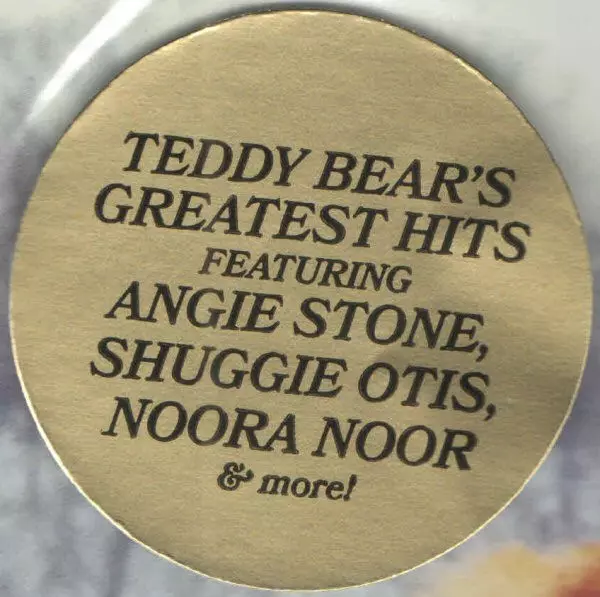 TEDDY BEAR'S
GREATEST HITS
FEATURING
ANGIE STONE,
SHUGGIE OTIS,
NOORA NOOR
& more!